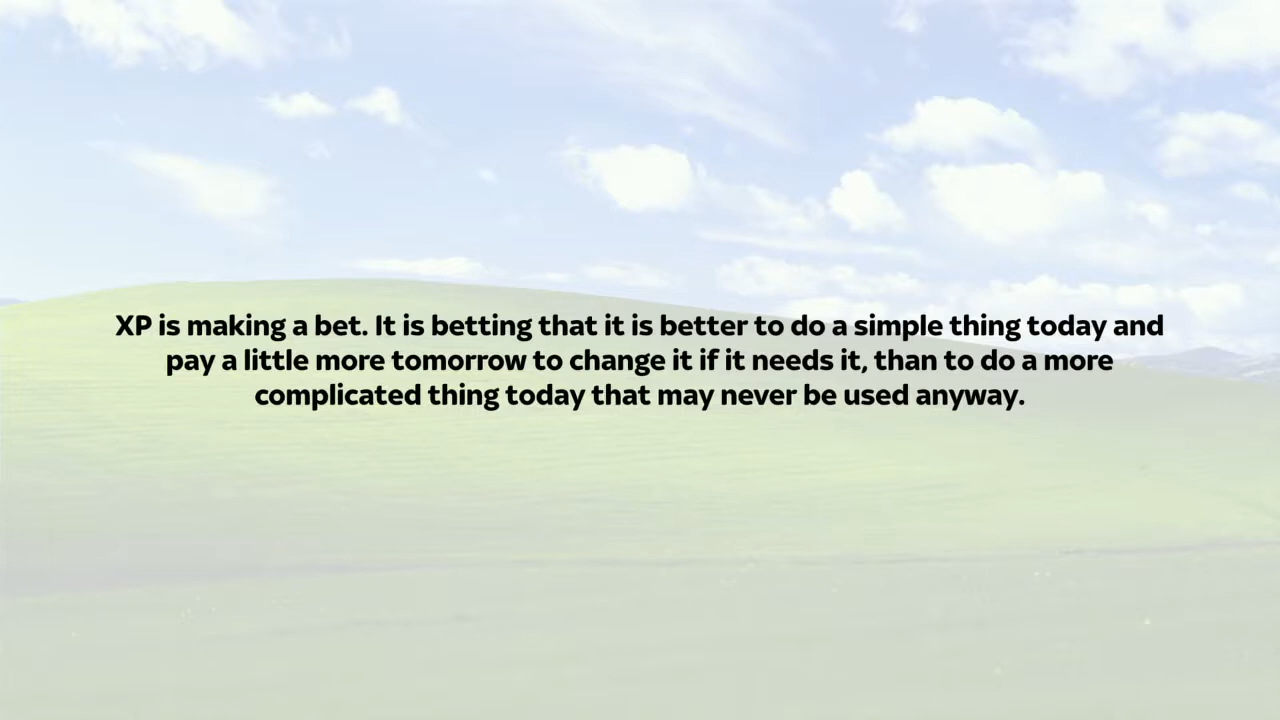 XP is making a bet. It is betting that it is better to do a simple thing today and
pay a little more tomorrow to change it if it needs it, than to do a more
complicated thing today that may never be used anyway.